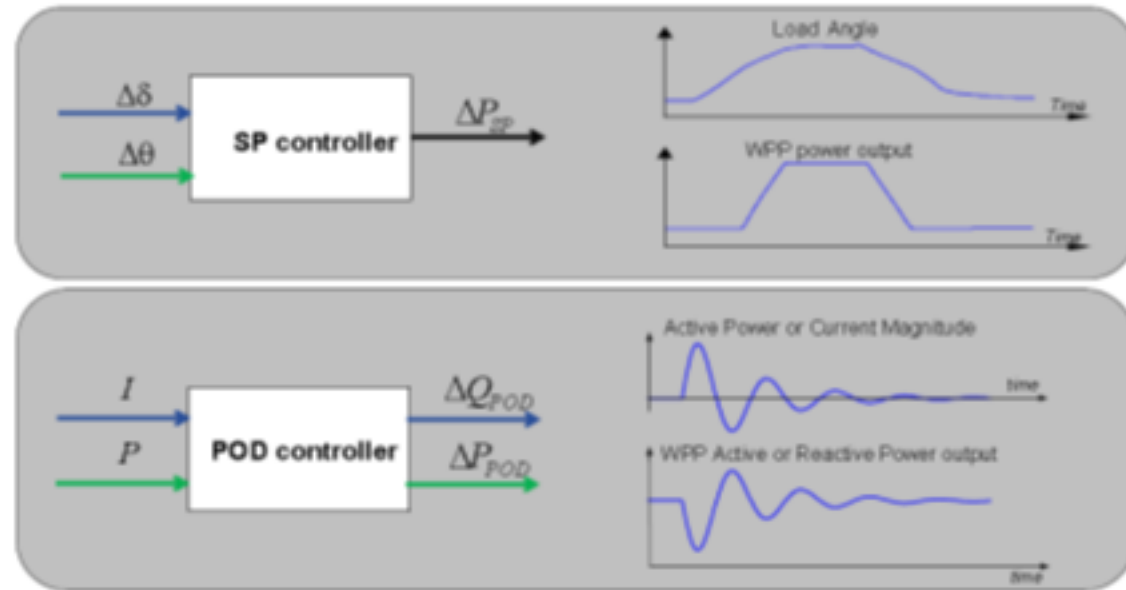 Δδ
Δθ
SP controller
ΔP_SP
Load Angle
Time
WPP power output
Time
I
P
POD controller
ΔQ_POD
ΔP_POD
Active Power or Current Magnitude
time
WPP Active or Reactive Power output
time